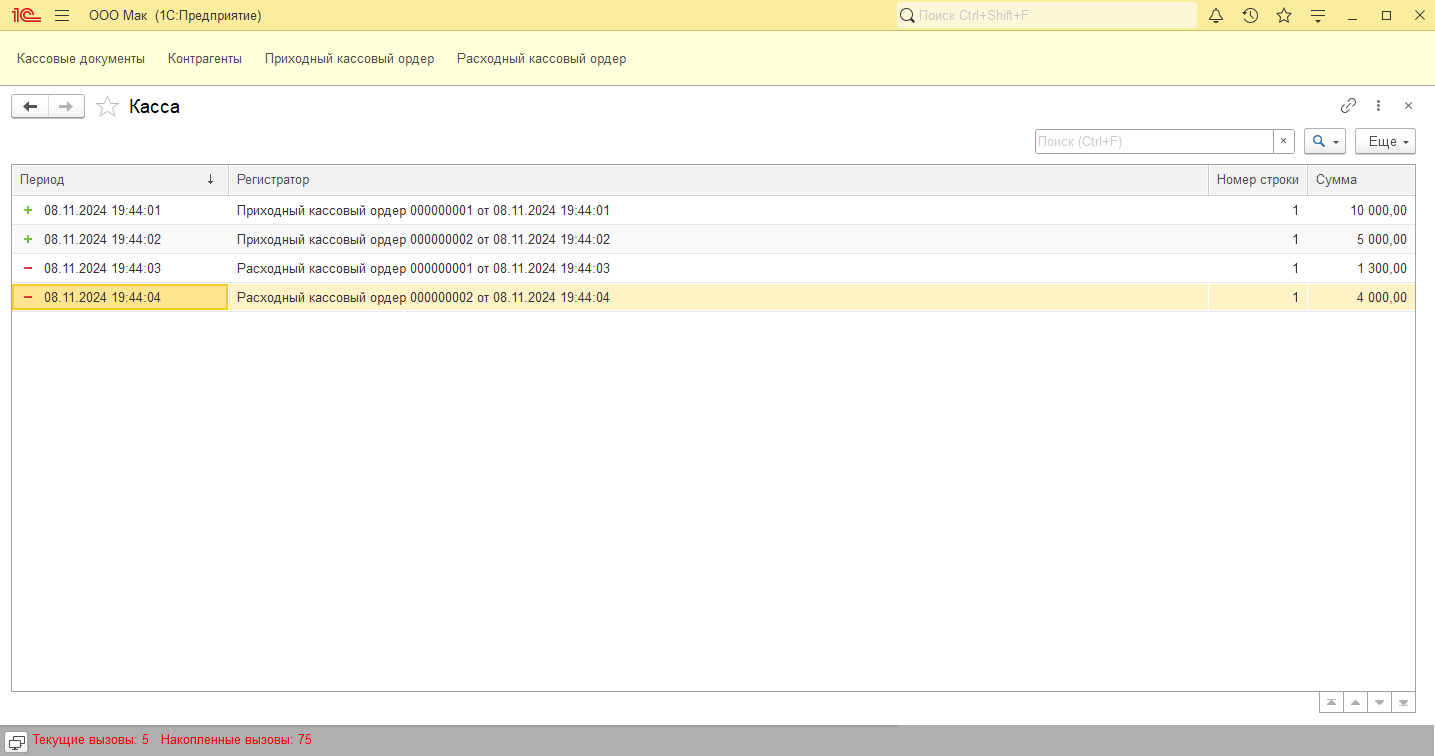 1С ООО Мак (1С:Предприятие) Поиск Ctrl+Shift+F
Кассовые документы Контрагенты Приходный кассовый ордер Расходный кассовый ордер
Касса
Поиск (Ctrl+F) × Еще
Период ↓ Регистратор Номер строки Сумма
+ 08.11.2024 19:44:01 Приходный кассовый ордер 000000001 от 08.11.2024 19:44:01 1 10 000,00
+ 08.11.2024 19:44:02 Приходный кассовый ордер 000000002 от 08.11.2024 19:44:02 1 5 000,00
− 08.11.2024 19:44:03 Расходный кассовый ордер 000000001 от 08.11.2024 19:44:03 1 1 300,00
− 08.11.2024 19:44:04 Расходный кассовый ордер 000000002 от 08.11.2024 19:44:04 1 4 000,00
Текущие вызовы: 5 Накопленные вызовы: 75